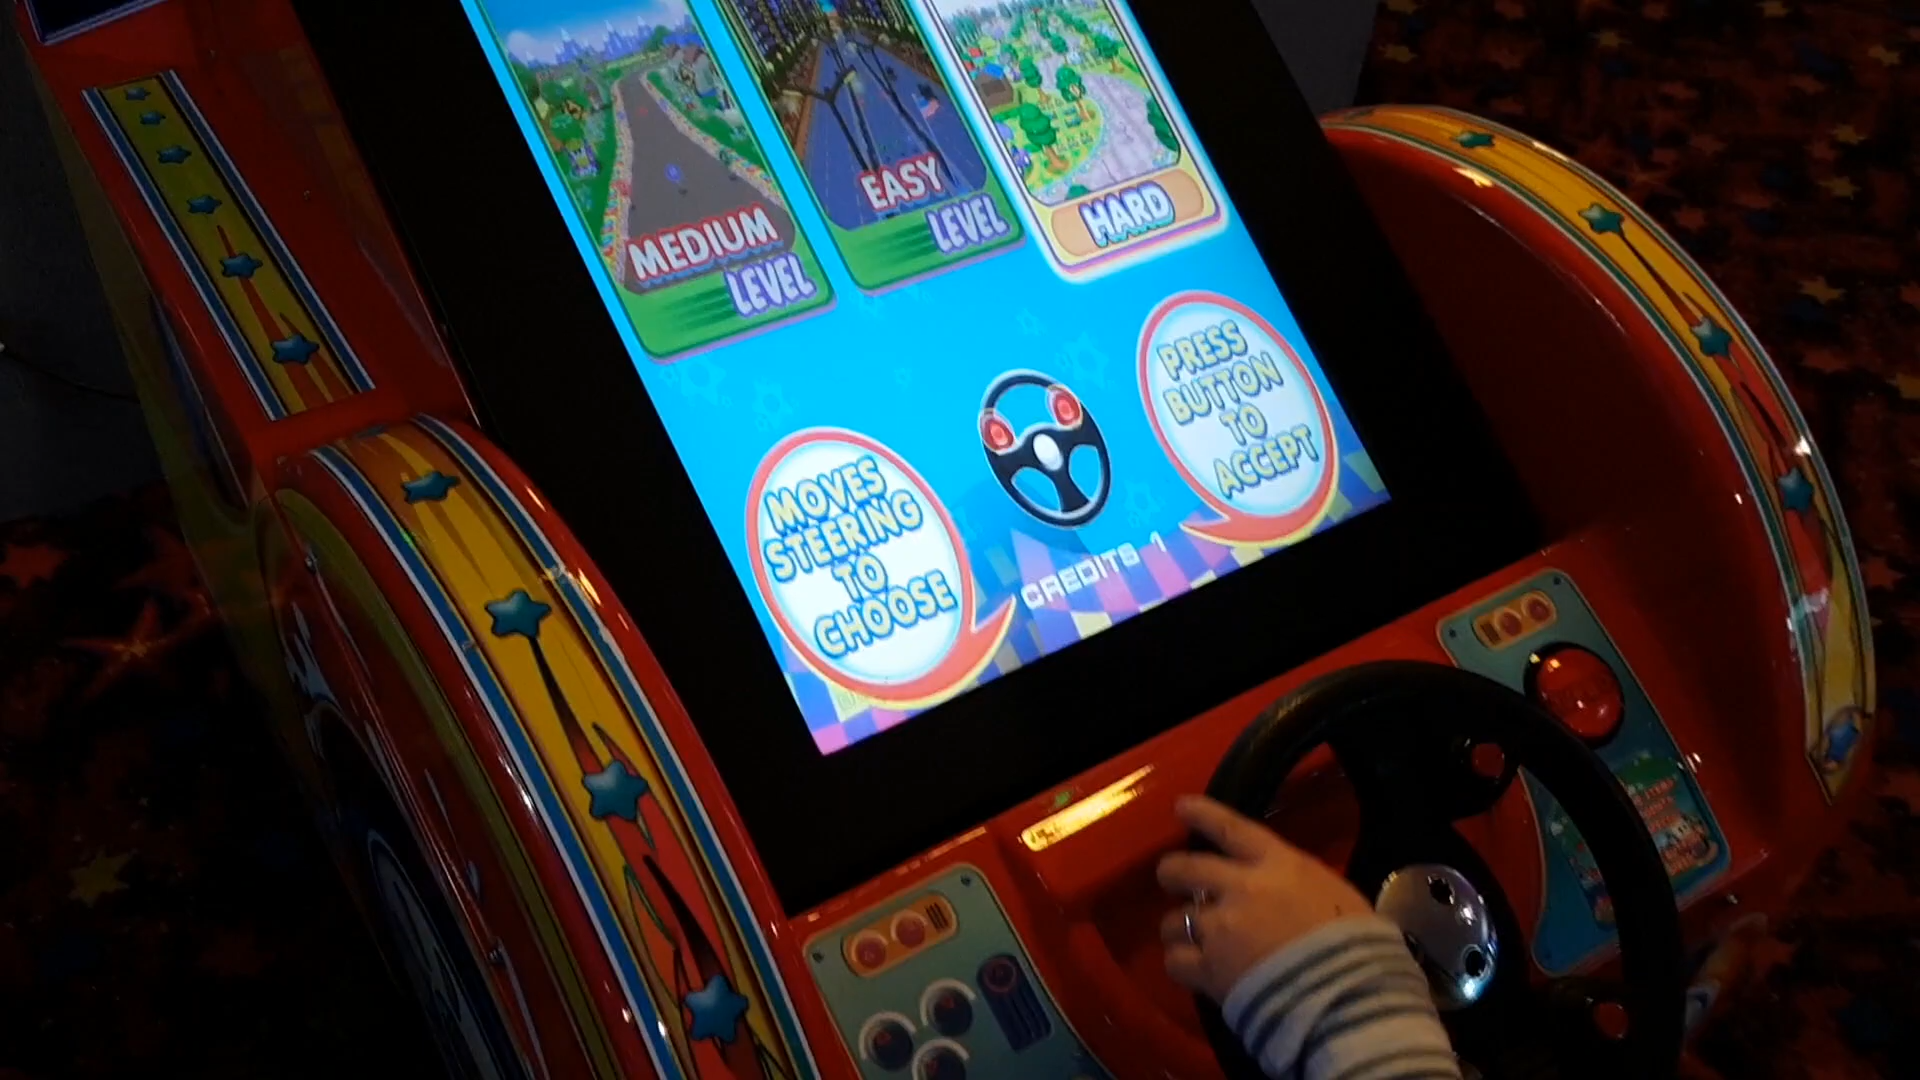 MEDIUM
LEVEL
EASY
LEVEL
HARD
MOVES
STEERING
TO
CHOOSE
PRESS
BUTTON
TO
ACCEPT
CREDITS 1